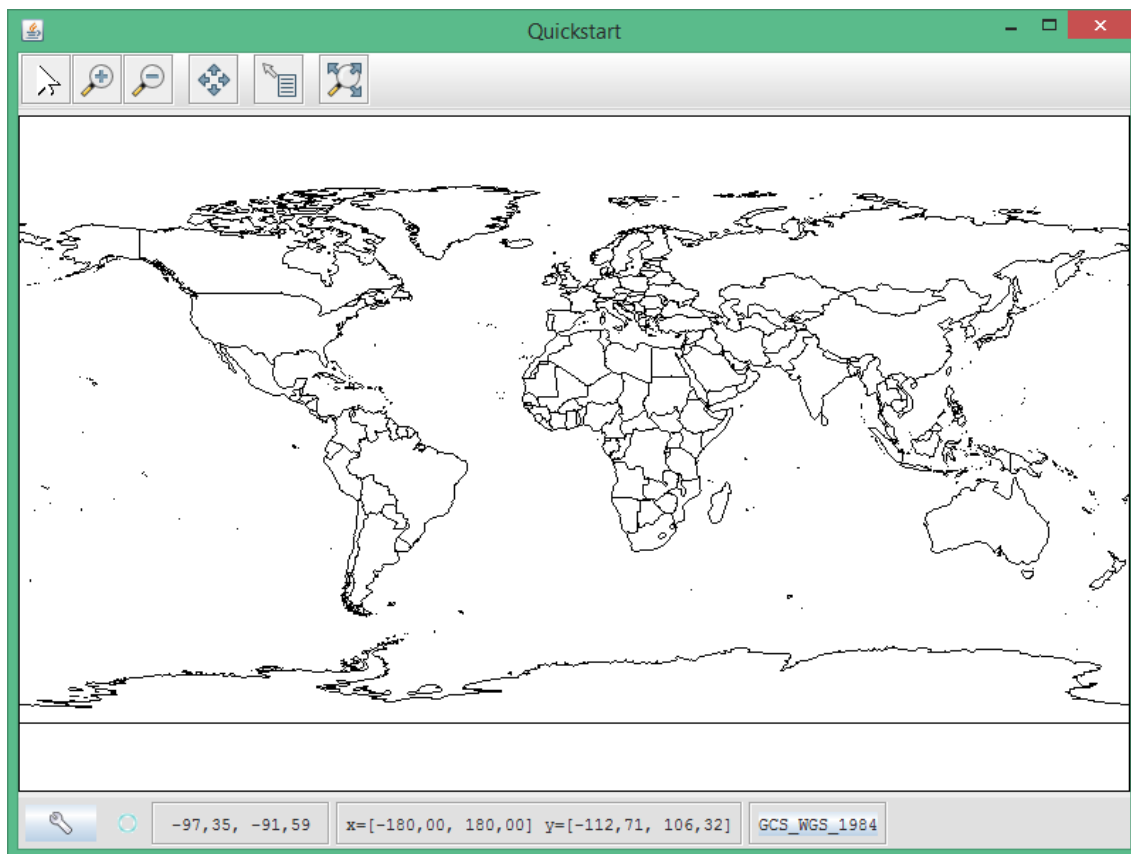 Quickstart
-97,35, -91,59 x=[-180,00, 180,00] y=[-112,71, 106,32] GCS_WGS_1984